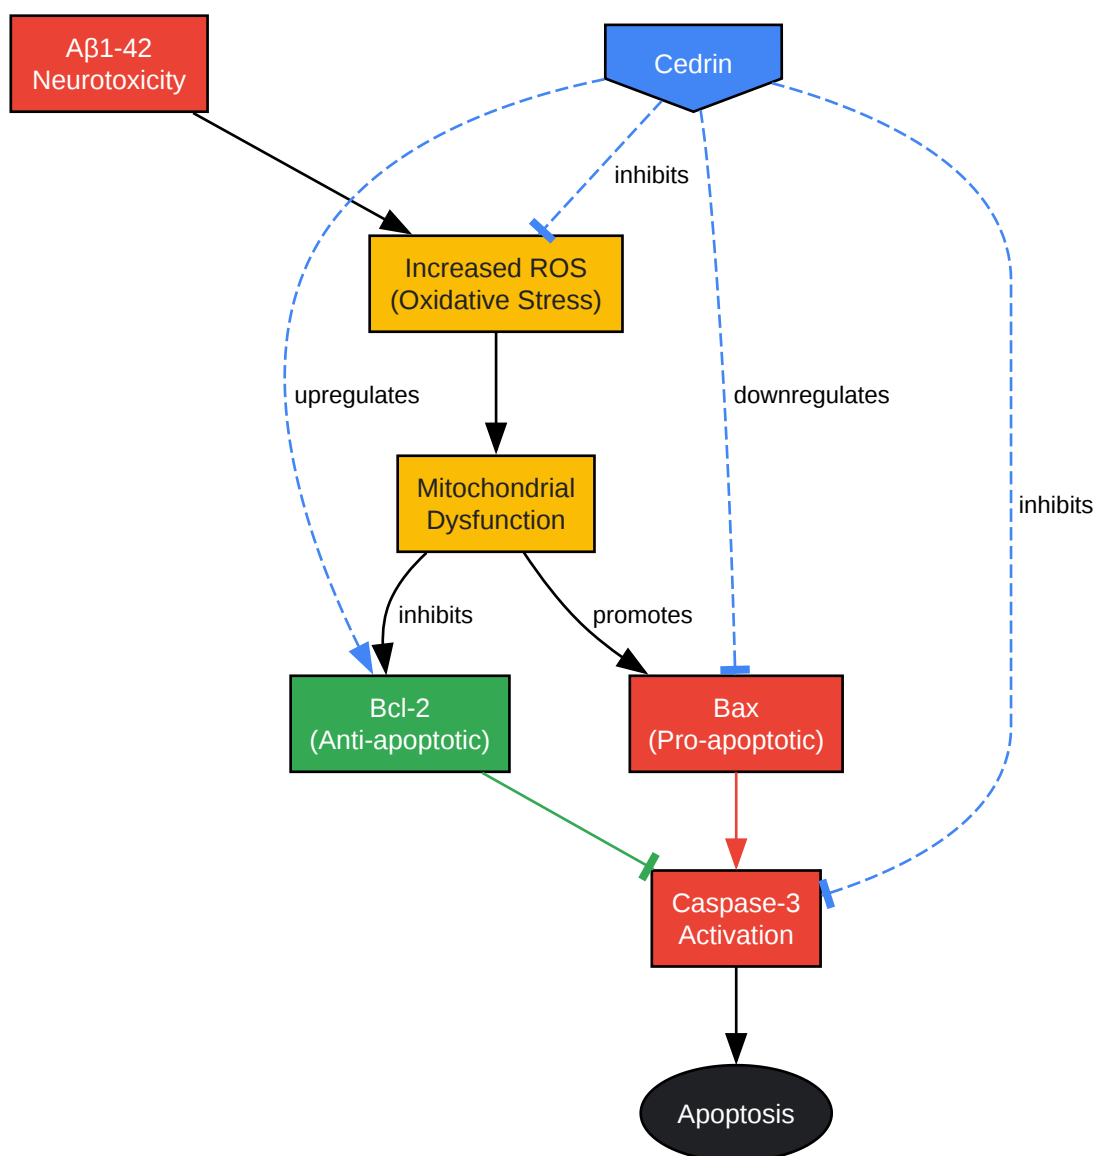 Aβ1-42
Neurotoxicity
Cedrin
inhibits
Increased ROS
(Oxidative Stress)
upregulates
downregulates
Mitochondrial
Dysfunction
inhibits
inhibits
promotes
Bcl-2
(Anti-apoptotic)
Bax
(Pro-apoptotic)
Caspase-3
Activation
Apoptosis